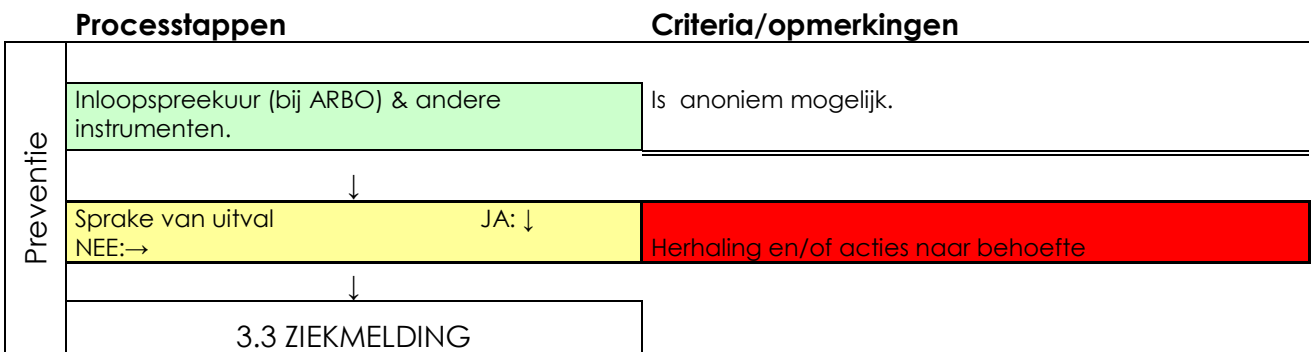 Processtappen Criteria/opmerkingen
Preventie
Inloopspreekuur (bij ARBO) & andere Is anoniem mogelijk.
instrumenten.
↓
Sprake van uitval JA: ↓
NEE:→ Herhaling en/of acties naar behoefte
↓
3.3 ZIEKMELDING